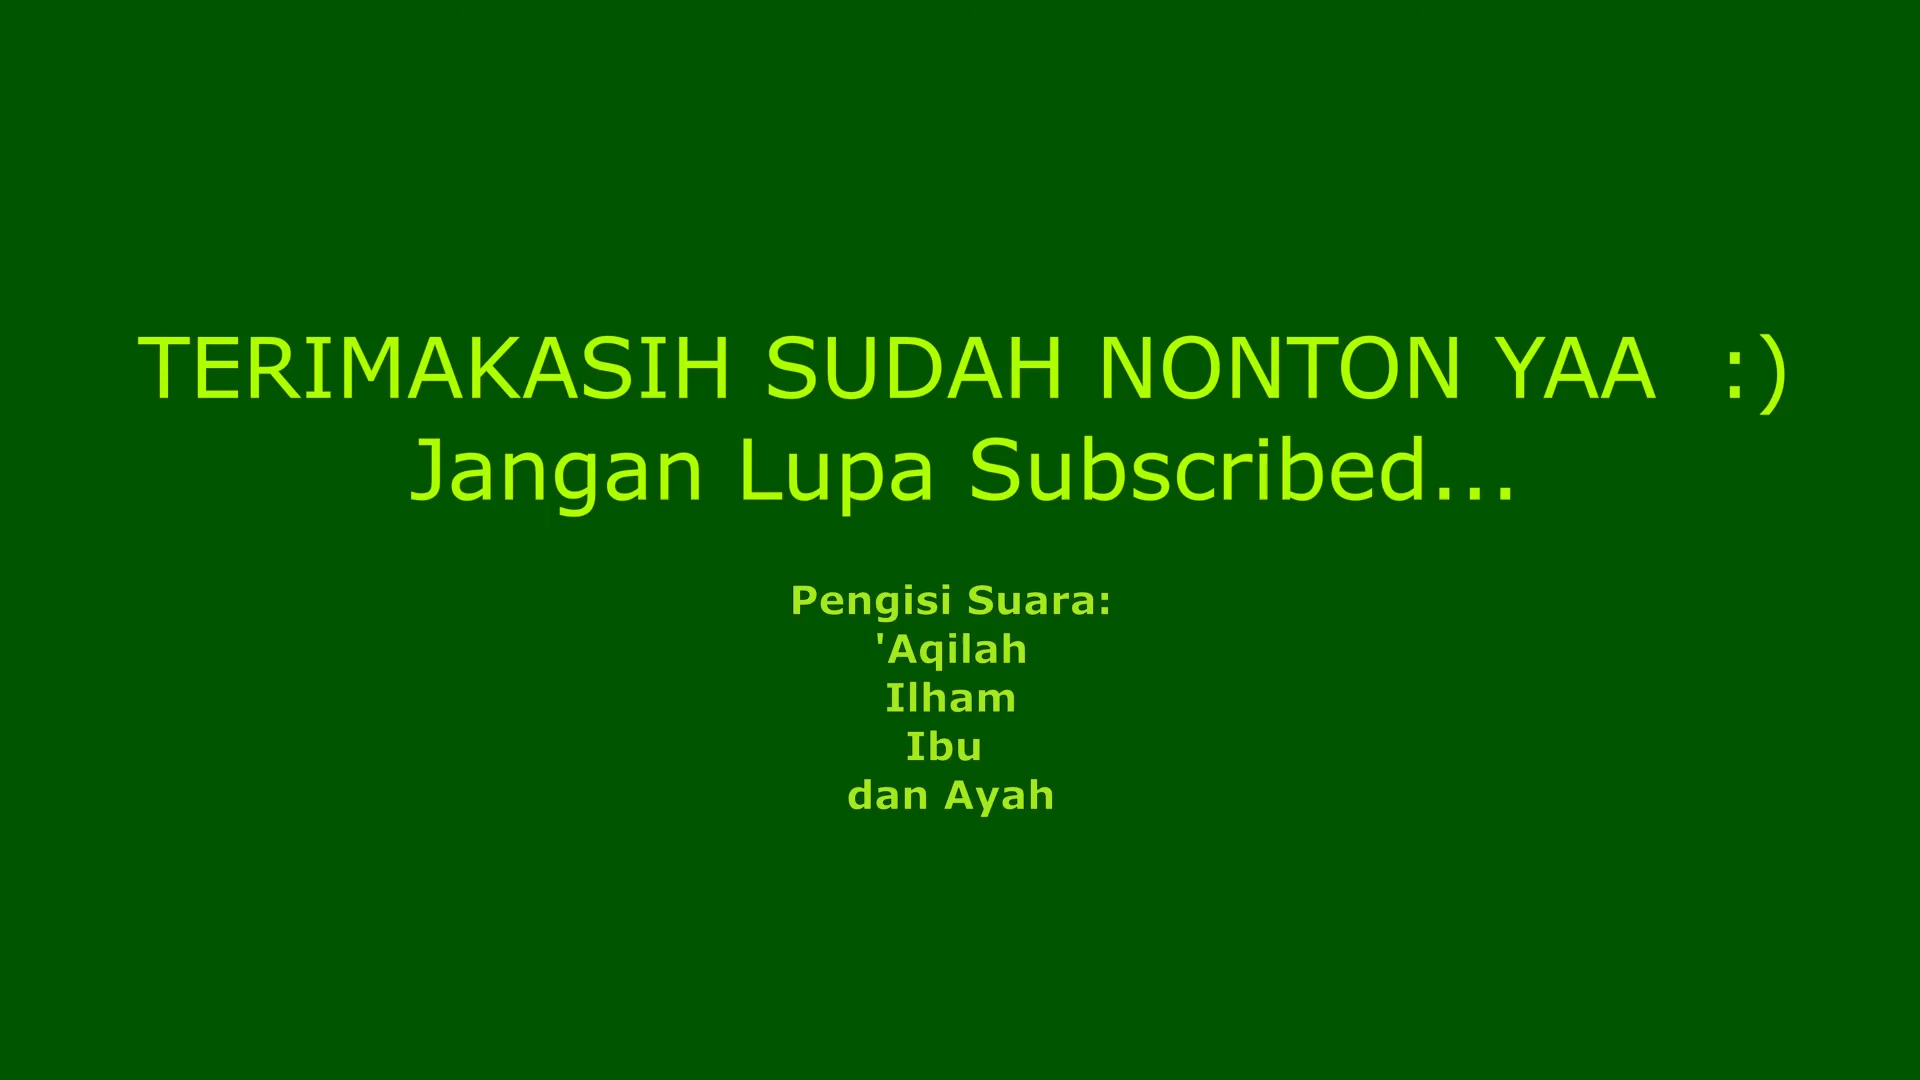 TERIMAKASIH SUDAH NONTON YAA  :)
Jangan Lupa Subscribed...
Pengisi Suara:
'Aqilah
Ilham
Ibu
dan Ayah